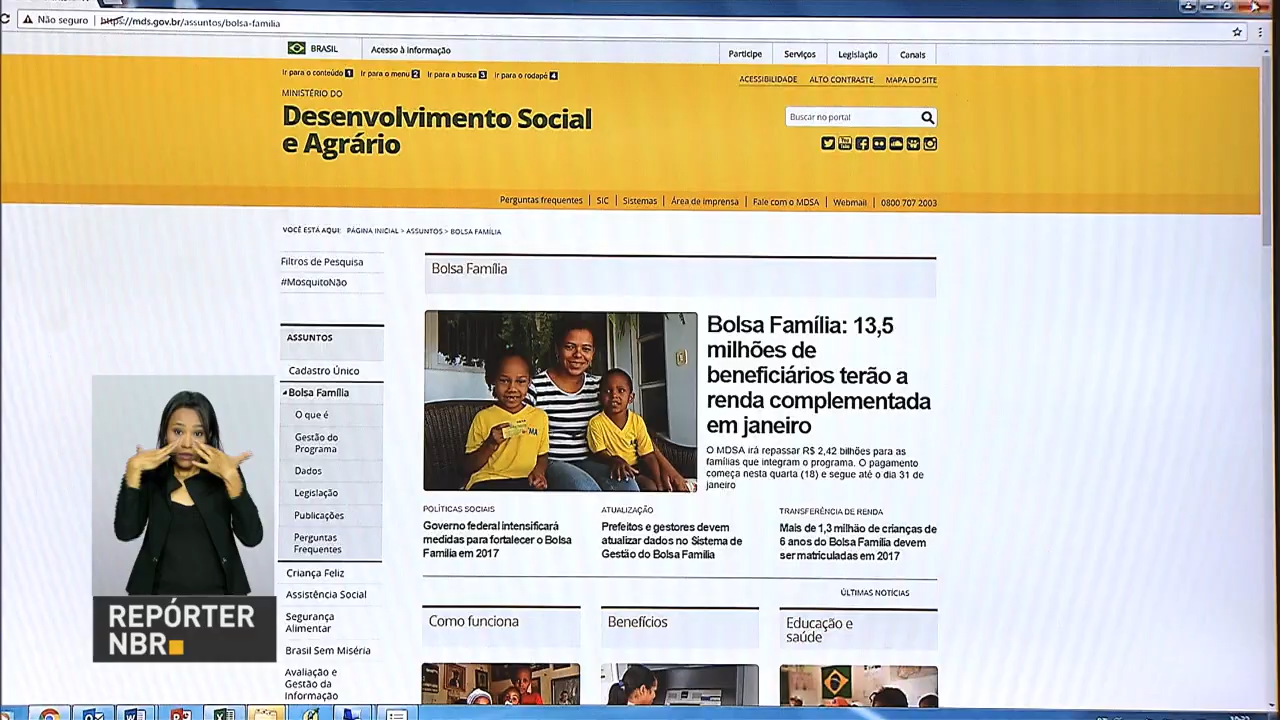 Não seguro
https://mds.gov.br/assuntos/bolsa-familia
BRASIL
Acesso à informação
Participe
Serviços
Legislação
Canais
Ir para o conteúdo 1
Ir para o menu 2
Ir para a busca 3
Ir para o rodapé 4
ACESSIBILIDADE
ALTO CONTRASTE
MAPA DO SITE
MINISTÉRIO DO
Desenvolvimento Social
e Agrário
Buscar no portal
Perguntas frequentes
SIC
Sistemas
Área de imprensa
Fale com o MDSA
Webmail
0800 707 2003
VOCÊ ESTÁ AQUI: PÁGINA INICIAL > ASSUNTOS > BOLSA FAMÍLIA
Filtros de Pesquisa
#MosquitoNão
ASSUNTOS
Cadastro Único
Bolsa Família
O que é
Gestão do
Programa
Dados
Legislação
Publicações
Perguntas
Frequentes
Criança Feliz
Assistência Social
Segurança
Alimentar
Brasil Sem Miséria
Avaliação e
Gestão da
Informação
Bolsa Família
Bolsa Família: 13,5
milhões de
beneficiários terão a
renda complementada
em janeiro
O MDSA irá repassar R$ 2,42 bilhões para as
famílias que integram o programa. O pagamento
começa nesta quarta (18) e segue até o dia 31 de
janeiro
POLÍTICAS SOCIAIS
Governo federal intensificará
medidas para fortalecer o Bolsa
Família em 2017
ATUALIZAÇÃO
Prefeitos e gestores devem
atualizar dados no Sistema de
Gestão do Bolsa Família
TRANSFERÊNCIA DE RENDA
Mais de 1,3 milhão de crianças de
6 anos do Bolsa Família devem
ser matriculadas em 2017
ÚLTIMAS NOTÍCIAS
Como funciona
Benefícios
Educação e
saúde
REPÓRTER
NBR